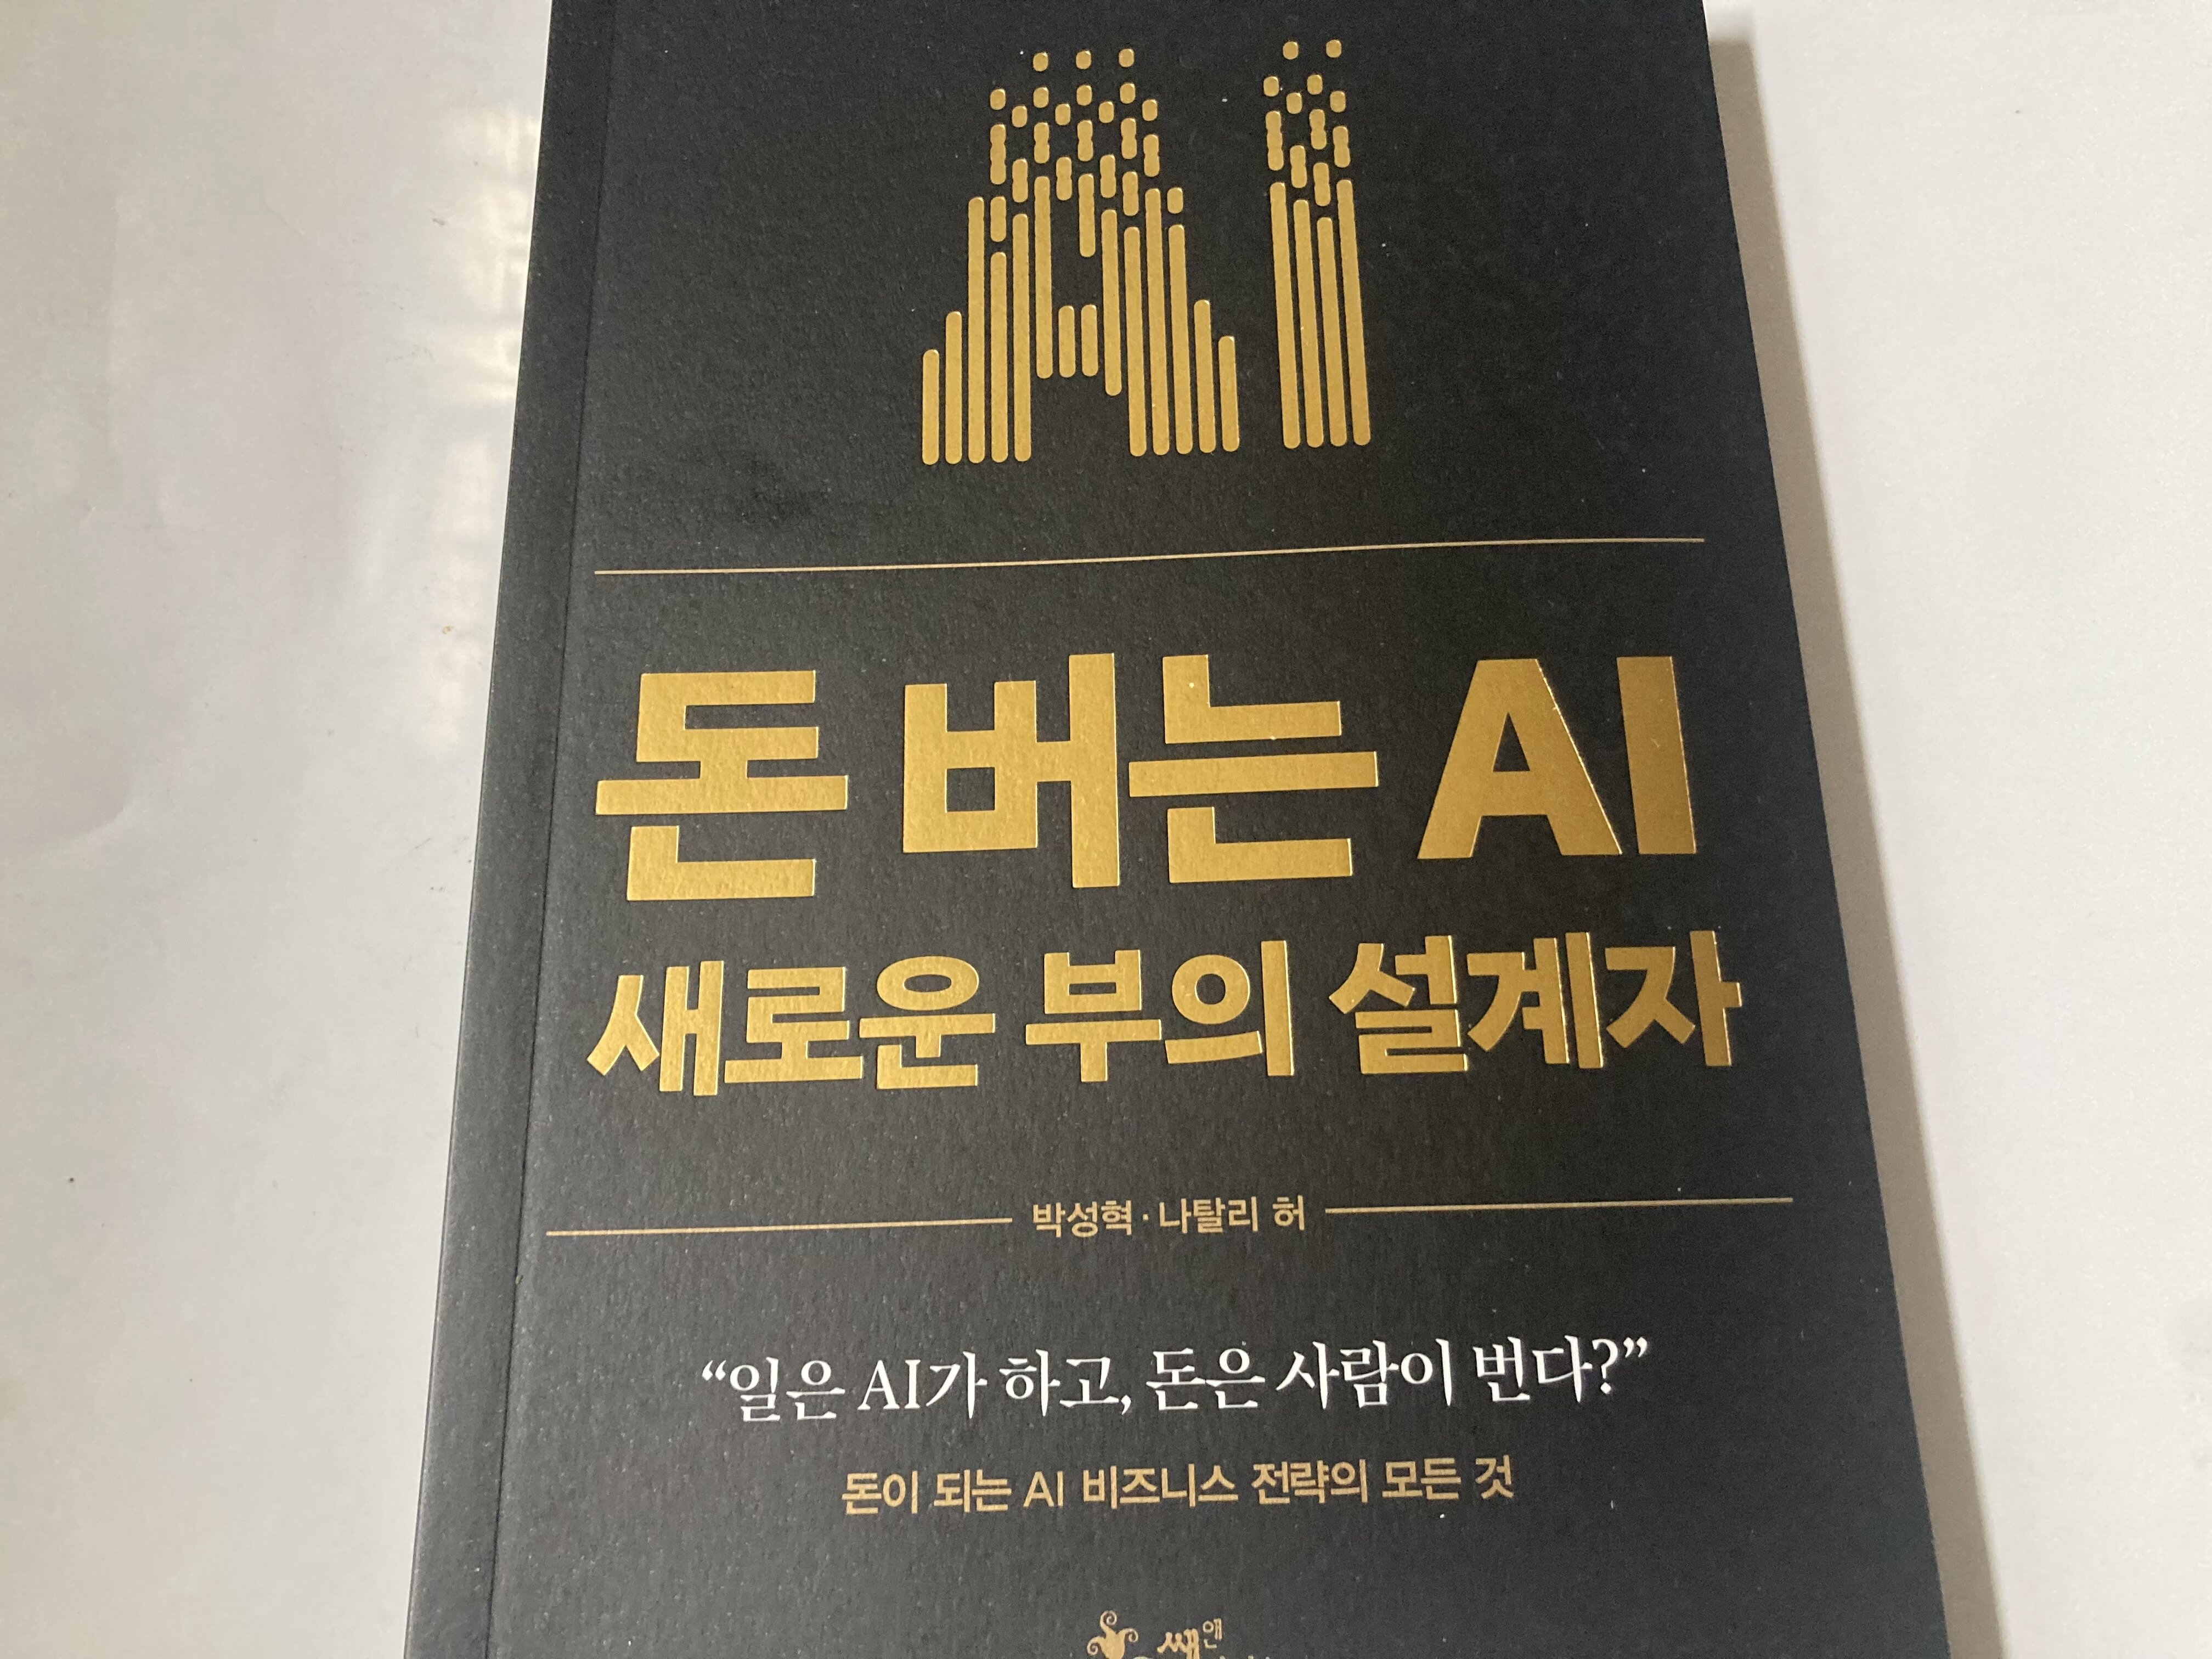 AI
돈 버는 AI
새로운 부의 설계자
박성혁·나탈리 허
“일은 AI가 하고, 돈은 사람이 번다?”
돈이 되는 AI 비즈니스 전략의 모든 것
쌤앤